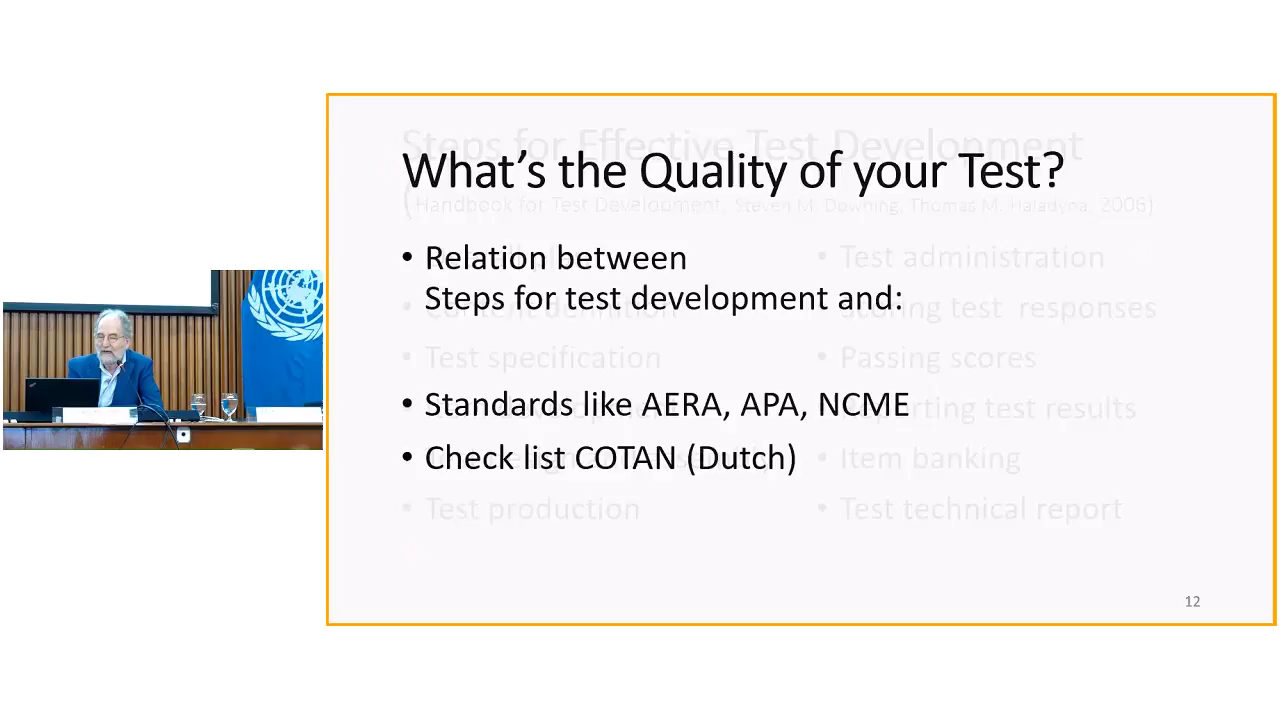 Steps for Effective Test Development
What's the Quality of your Test?
(Handbook for Test Development, Steven M. Downing, Thomas M. Haladyna, 2006)
• Relation between
Steps for test development and:
• Standards like AERA, APA, NCME
• Check list COTAN (Dutch)
• Test specification
• Test production
• Test administration
• Scoring test responses
• Passing scores
• Reporting test results
• Item banking
• Test technical report
12